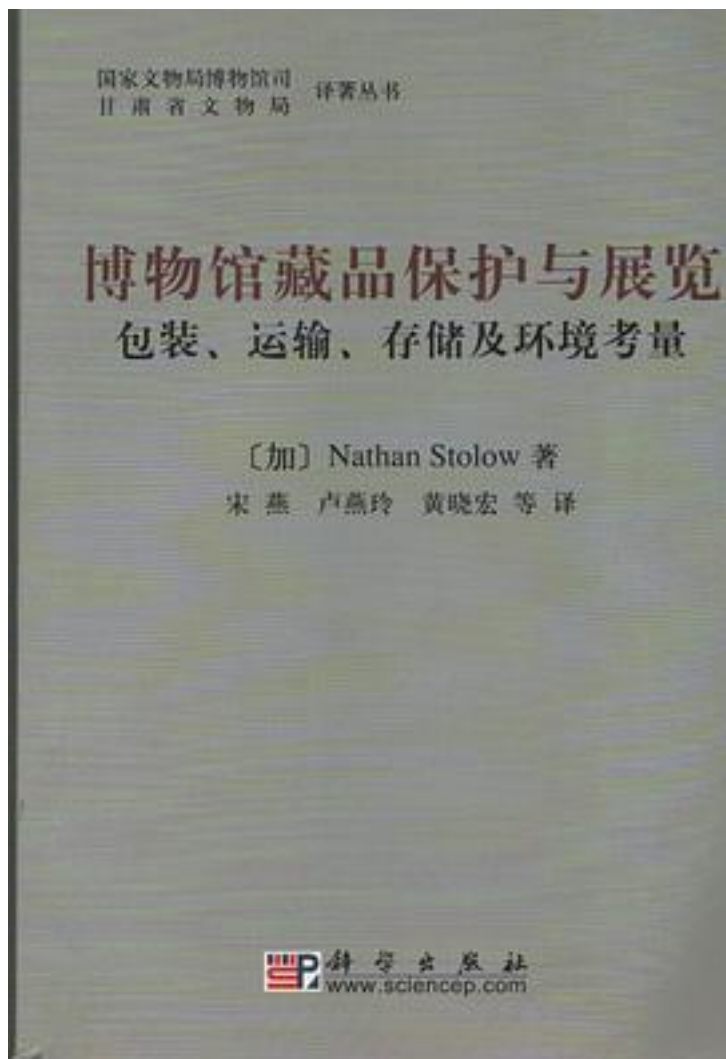 国家文物局博物馆司
甘肃省文物局
译著丛书
博物馆藏品保护与展览
包装、运输、存储及环境考量
〔加〕Nathan Stolow 著
宋燕 卢燕玲 黄晓宏 等 译
SP
科学出版社
www.sciencep.com